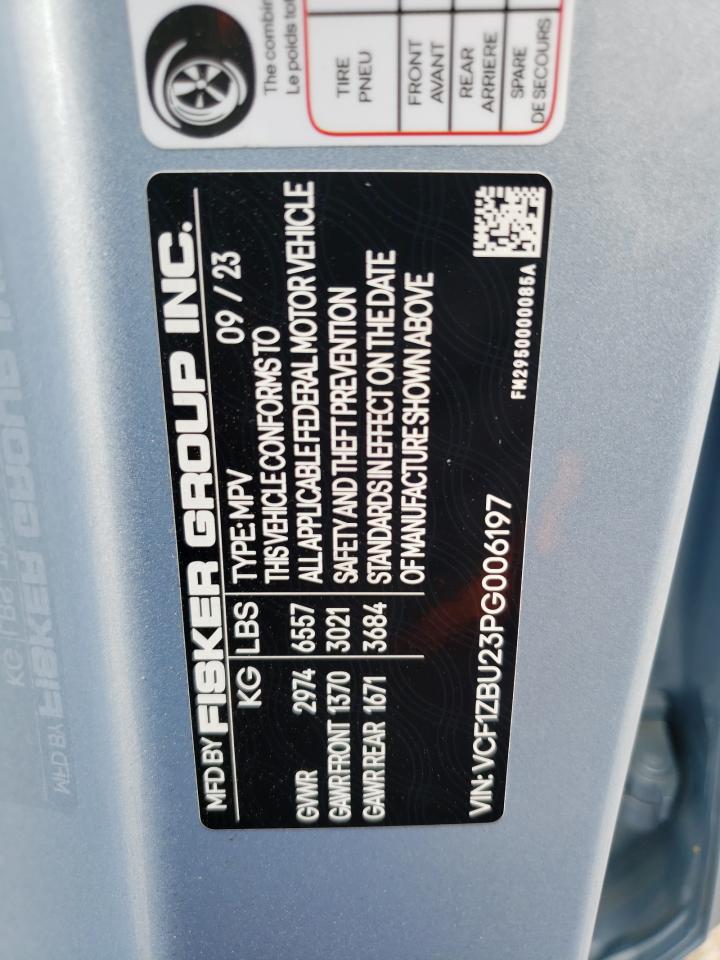 The combin
Le poids tot
TIRE
PNEU
FRONT
AVANT
REAR
ARRIERE
SPARE
DE SECOURS
MFD BY FISKER GROUP INC.
KG LBS TYPE: MPV 09 / 23
GVWR 2974 6557
GAWR FRONT 1370 3021
GAWR REAR 1671 3684
THIS VEHICLE CONFORMS TO
ALL APPLICABLE FEDERAL MOTOR VEHICLE
SAFETY AND THEFT PREVENTION
STANDARDS IN EFFECT ON THE DATE
OF MANUFACTURE SHOWN ABOVE
FM2950000085A
VIN: VCF1ZBU23PG006197